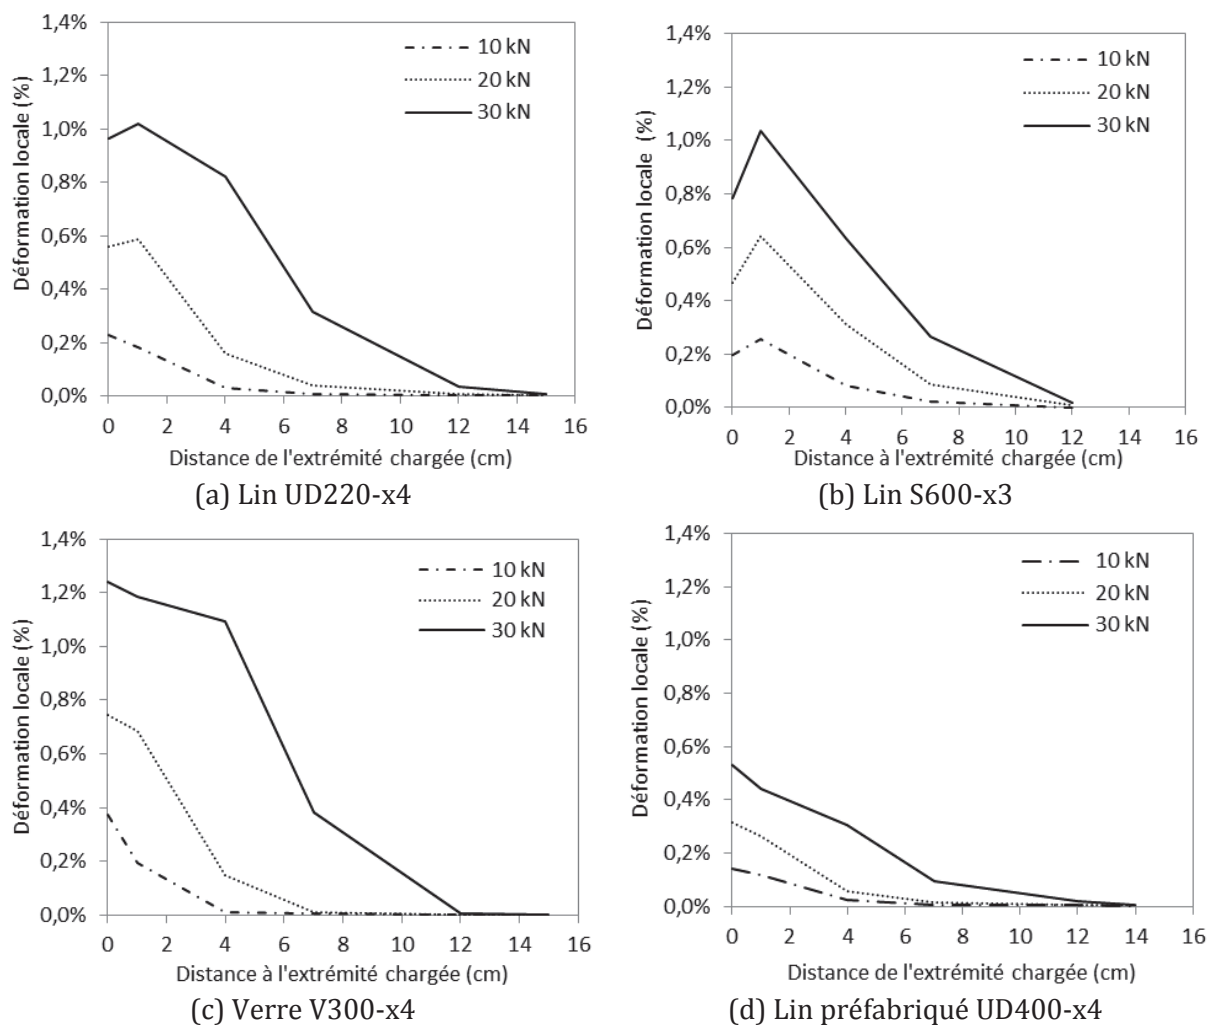 1,4%
1,2%
1,0%
0,8%
0,6%
0,4%
0,2%
0,0%
Déformation locale (%)
10 kN
20 kN
30 kN
0 2 4 6 8 10 12 14 16
Distance de l'extrémité chargée (cm)
(a) Lin UD220-x4
1,4%
1,2%
1,0%
0,8%
0,6%
0,4%
0,2%
0,0%
Déformation locale (%)
10 kN
20 kN
30 kN
0 2 4 6 8 10 12 14 16
Distance à l'extrémité chargée (cm)
(b) Lin S600-x3
1,4%
1,2%
1,0%
0,8%
0,6%
0,4%
0,2%
0,0%
Déformation locale (%)
10 kN
20 kN
30 kN
0 2 4 6 8 10 12 14 16
Distance à l'extrémité chargée (cm)
(c) Verre V300-x4
1,4%
1,2%
1,0%
0,8%
0,6%
0,4%
0,2%
0,0%
Déformation locale (%)
10 kN
20 kN
30 kN
0 2 4 6 8 10 12 14 16
Distance de l'extrémité chargée (cm)
(d) Lin préfabriqué UD400-x4